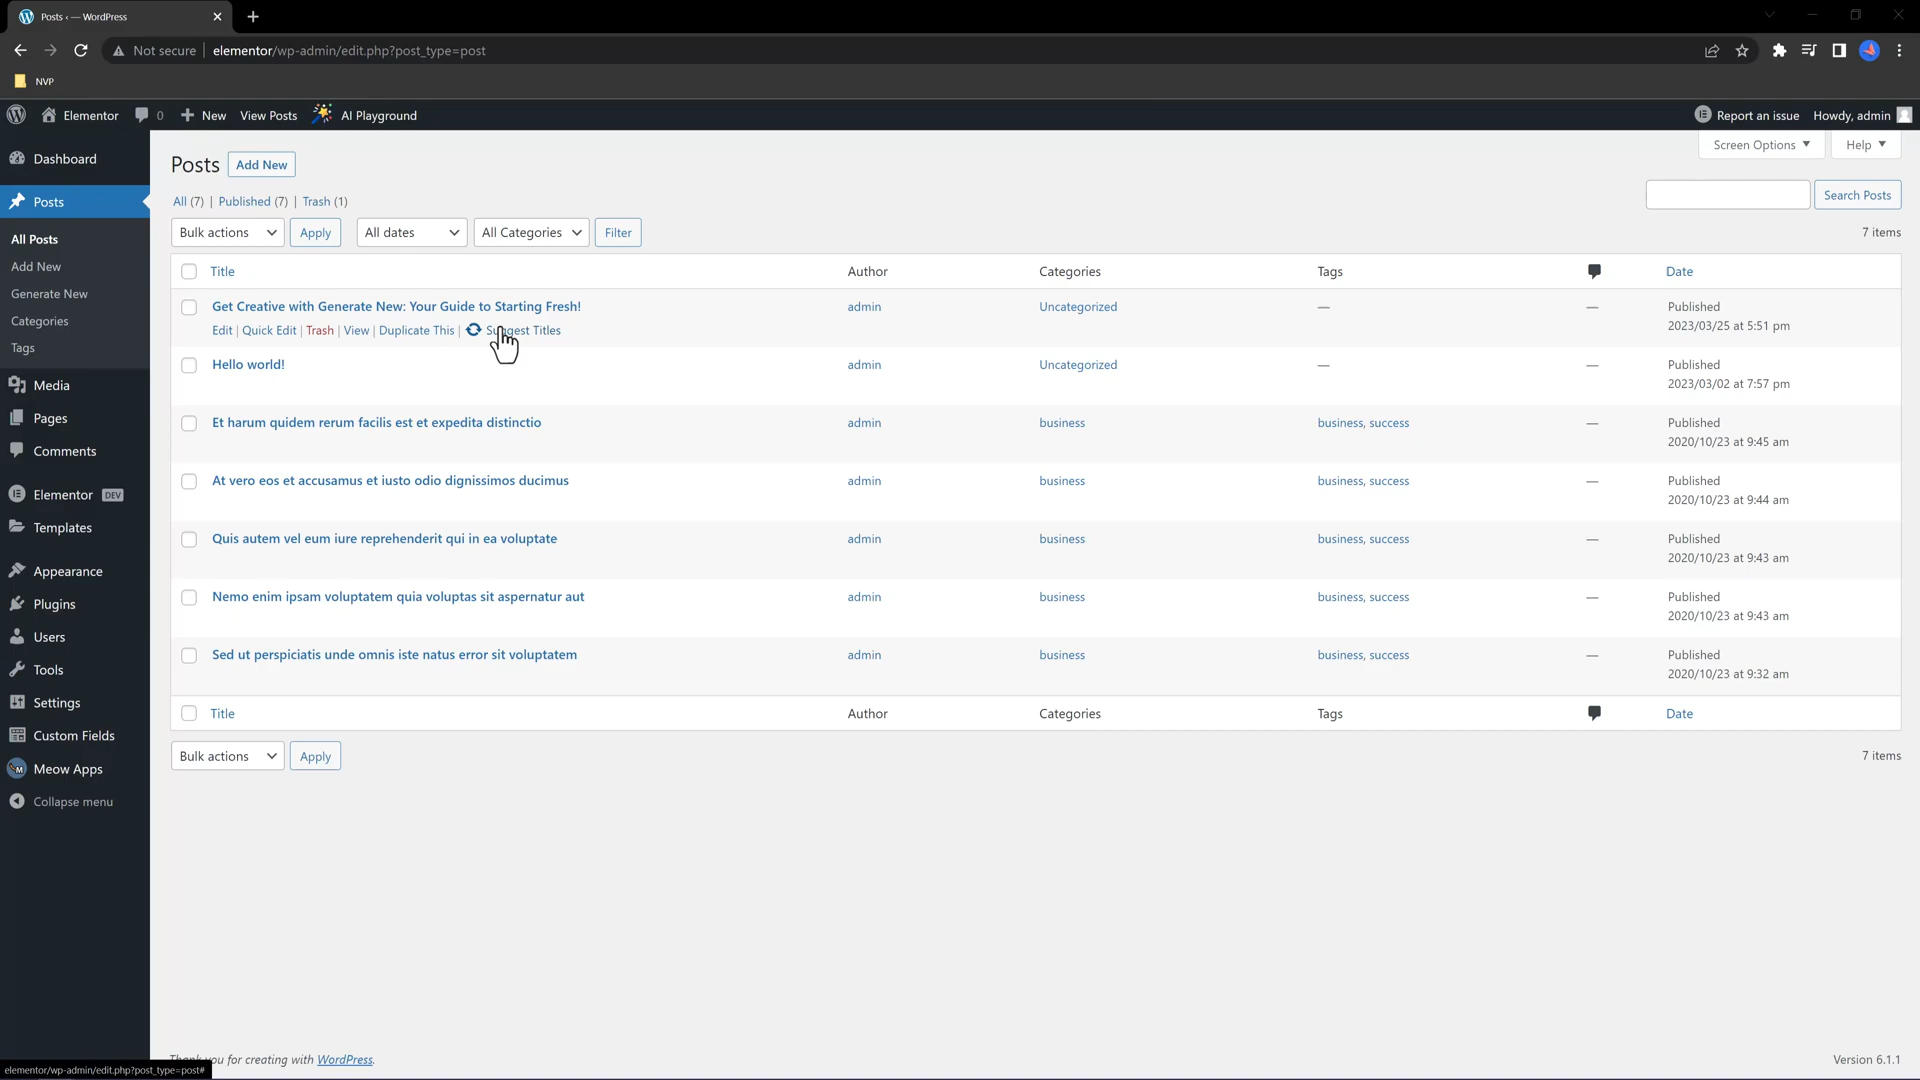 Posts ‹ — WordPress
Not secure | elementor/wp-admin/edit.php?post_type=post
NVP
Elementor 0 New View Posts AI Playground Report an issue Howdy, admin
Dashboard
Posts
All Posts
Add New
Generate New
Categories
Tags
Media
Pages
Comments
Elementor DEV
Templates
Appearance
Plugins
Users
Tools
Settings
Custom Fields
Meow Apps
Collapse menu
Screen Options Help
Posts Add New
All (7) | Published (7) | Trash (1)
Search Posts
Bulk actions Apply All dates All Categories Filter 7 items
Title Author Categories Tags Date
Get Creative with Generate New: Your Guide to Starting Fresh! admin Uncategorized — — Published
2023/03/25 at 5:51 pm
Edit | Quick Edit | Trash | View | Duplicate This | Suggest Titles
Hello world! admin Uncategorized — — Published
2023/03/02 at 7:57 pm
Et harum quidem rerum facilis est et expedita distinctio admin business business, success — Published
2020/10/23 at 9:45 am
At vero eos et accusamus et iusto odio dignissimos ducimus admin business business, success — Published
2020/10/23 at 9:44 am
Quis autem vel eum iure reprehenderit qui in ea voluptate admin business business, success — Published
2020/10/23 at 9:43 am
Nemo enim ipsam voluptatem quia voluptas sit aspernatur aut admin business business, success — Published
2020/10/23 at 9:43 am
Sed ut perspiciatis unde omnis iste natus error sit voluptatem admin business business, success — Published
2020/10/23 at 9:32 am
Title Author Categories Tags Date
Bulk actions Apply 7 items
Thank you for creating with WordPress. Version 6.1.1
elementor/wp-admin/edit.php?post_type=post#